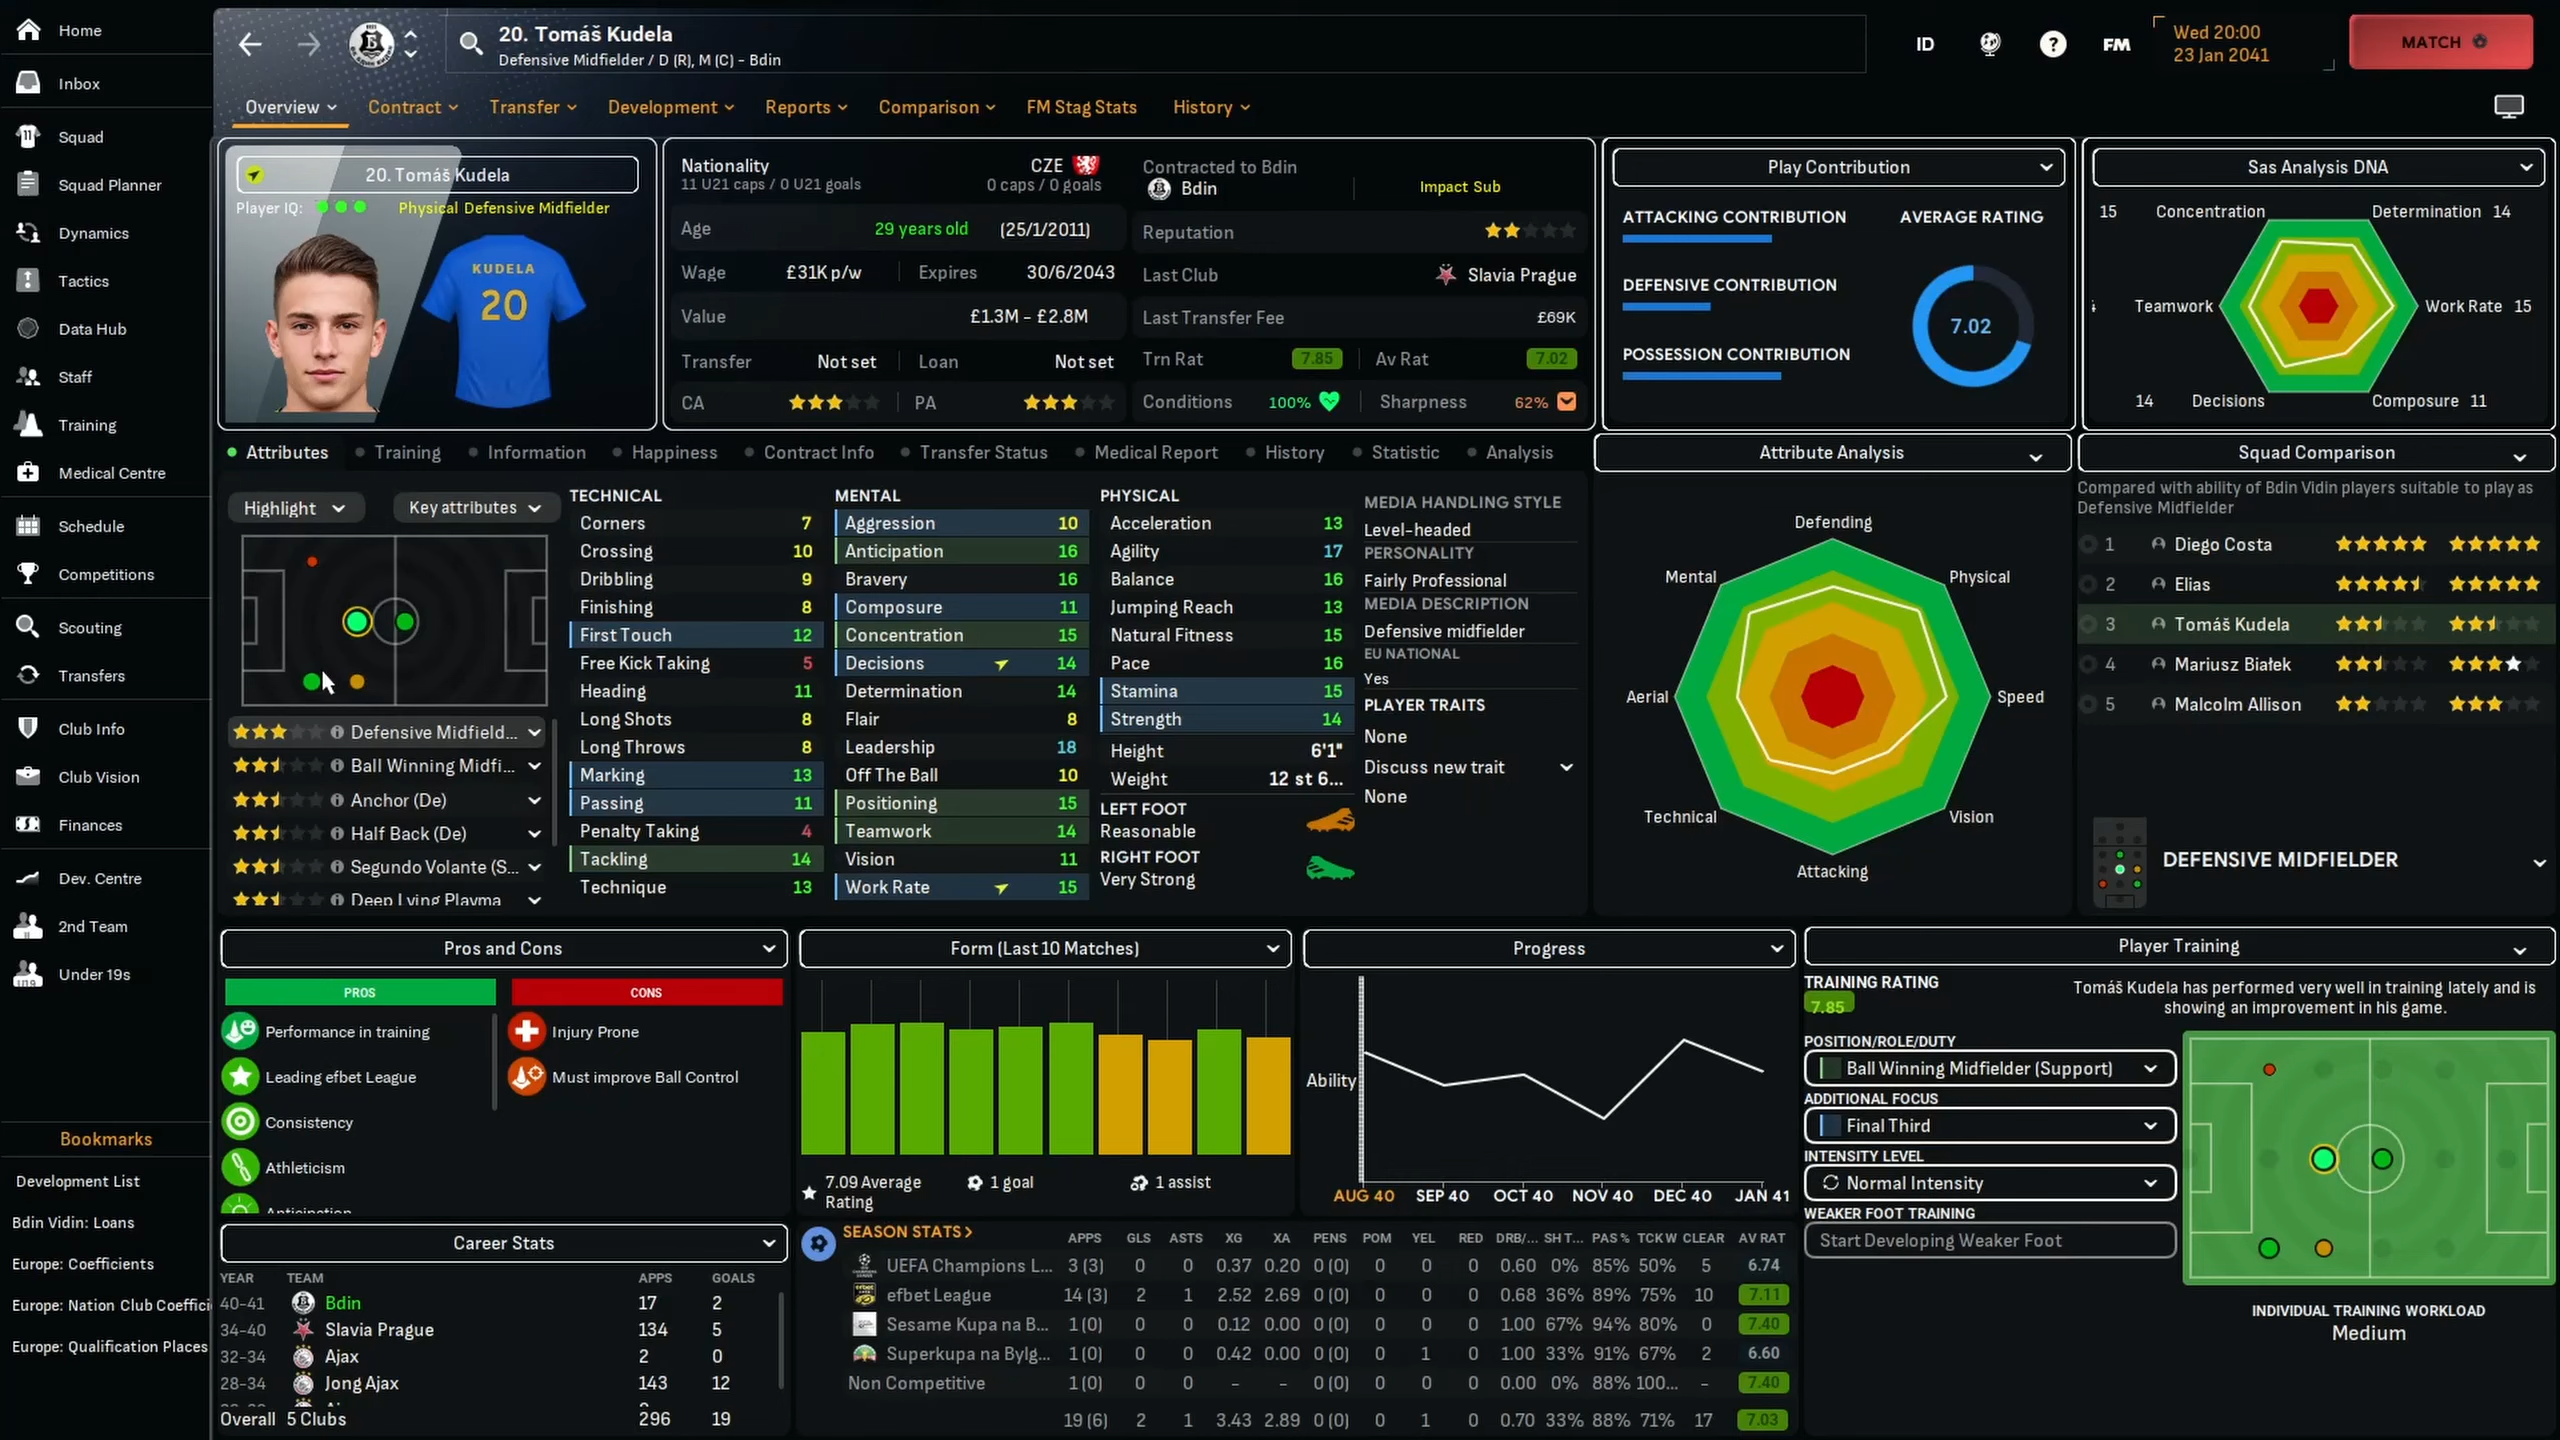 Home
Inbox
Squad
Squad Planner
Dynamics
Tactics
Data Hub
Staff
Training
Medical Centre
Schedule
Competitions
Scouting
Transfers
Club Info
Club Vision
Finances
Dev. Centre
2nd Team
Under 19s
Bookmarks
Development List
Bdin Vidin: Loans
Europe: Coefficients
Europe: Nation Club Coeffici
Europe: Qualification Places
20. Tomáš Kudela
Defensive Midfielder / D (R), M (C) - Bdin
ID
FM
Wed 20:00
23 Jan 2041
MATCH
Overview Contract Transfer Development Reports Comparison FM Stag Stats History
20. Tomáš Kudela
Player IQ: Physical Defensive Midfielder
KUDELA
20
Nationality CZE
11 U21 caps / 0 U21 goals 0 caps / 0 goals
Age 29 years old (25/1/2011)
Wage £31K p/w Expires 30/6/2043
Value £1.3M - £2.8M
Transfer Not set Loan Not set
CA PA
Contracted to Bdin
Bdin Impact Sub
Reputation
Last Club Slavia Prague
Last Transfer Fee £69K
Trn Rat 7.85 Av Rat 7.02
Conditions 100% Sharpness 62%
Play Contribution
ATTACKING CONTRIBUTION AVERAGE RATING
DEFENSIVE CONTRIBUTION
7.02
POSSESSION CONTRIBUTION
Sas Analysis DNA
15 Concentration Determination 14
Teamwork Work Rate 15
14 Decisions Composure 11
Attributes Training Information Happiness Contract Info Transfer Status Medical Report History Statistic Analysis
Highlight Key attributes
Defensive Midfield...
Ball Winning Midfi...
Anchor (De)
Half Back (De)
Segundo Volante (S...
Deep Lying Playma
TECHNICAL
Corners 7
Crossing 10
Dribbling 9
Finishing 8
First Touch 12
Free Kick Taking 5
Heading 11
Long Shots 8
Long Throws 8
Marking 13
Passing 11
Penalty Taking 4
Tackling 14
Technique 13
MENTAL
Aggression 10
Anticipation 16
Bravery 16
Composure 11
Concentration 15
Decisions 14
Determination 14
Flair 8
Leadership 18
Off The Ball 10
Positioning 15
Teamwork 14
Vision 11
Work Rate 15
PHYSICAL
Acceleration 13
Agility 17
Balance 16
Jumping Reach 13
Natural Fitness 15
Pace 16
Stamina 15
Strength 14
Height 6'1"
Weight 12 st 6...
LEFT FOOT
Reasonable
RIGHT FOOT
Very Strong
MEDIA HANDLING STYLE
Level-headed
PERSONALITY
Fairly Professional
MEDIA DESCRIPTION
Defensive midfielder
EU NATIONAL
Yes
PLAYER TRAITS
None
Discuss new trait
None
Attribute Analysis
Defending
Mental Physical
Aerial Speed
Technical Vision
Attacking
Squad Comparison
Compared with ability of Bdin Vidin players suitable to play as
Defensive Midfielder
1 Diego Costa
2 Elias
3 Tomáš Kudela
4 Mariusz Białek
5 Malcolm Allison
DEFENSIVE MIDFIELDER
Pros and Cons
PROS CONS
Performance in training Injury Prone
Leading efbet League Must improve Ball Control
Consistency
Athleticism
Anticipation
Form (Last 10 Matches)
7.09 Average
Rating
1 goal
1 assist
Progress
Ability
AUG 40 SEP 40 OCT 40 NOV 40 DEC 40 JAN 41
Player Training
TRAINING RATING
7.85
Tomáš Kudela has performed very well in training lately and is
showing an improvement in his game.
POSITION/ROLE/DUTY
Ball Winning Midfielder (Support)
ADDITIONAL FOCUS
Final Third
INTENSITY LEVEL
Normal Intensity
WEAKER FOOT TRAINING
Start Developing Weaker Foot
INDIVIDUAL TRAINING WORKLOAD
Medium
Career Stats
YEAR TEAM APPS GOALS
40-41 Bdin 17 2
34-40 Slavia Prague 134 5
32-34 Ajax 2 0
28-34 Jong Ajax 143 12
Overall 5 Clubs 296 19
SEASON STATS> APPS GLS ASTS XG XA PENS POM YEL RED DRB/... SH T... PAS % TCK W CLEAR AV RAT
UEFA Champions L... 3 (3) 0 0 0.37 0.20 0 (0) 0 0 0 0.60 0% 85% 50% 5 6.74
efbet League 14 (3) 2 1 2.52 2.69 0 (0) 0 0 0 0.68 36% 89% 75% 10 7.11
Sesame Kupa na B... 1 (0) 0 0 0.12 0.00 0 (0) 0 0 0 1.00 67% 94% 80% 0 7.40
Superkupa na Bylg... 1 (0) 0 0 0.42 0.00 0 (0) 0 1 0 1.00 33% 91% 67% 2 6.60
Non Competitive 1 (0) 0 0 - - 0 (0) 0 0 0 0.00 0% 88% 100... - 7.40
19 (6) 2 1 3.43 2.89 0 (0) 0 1 0 0.70 33% 88% 71% 17 7.03